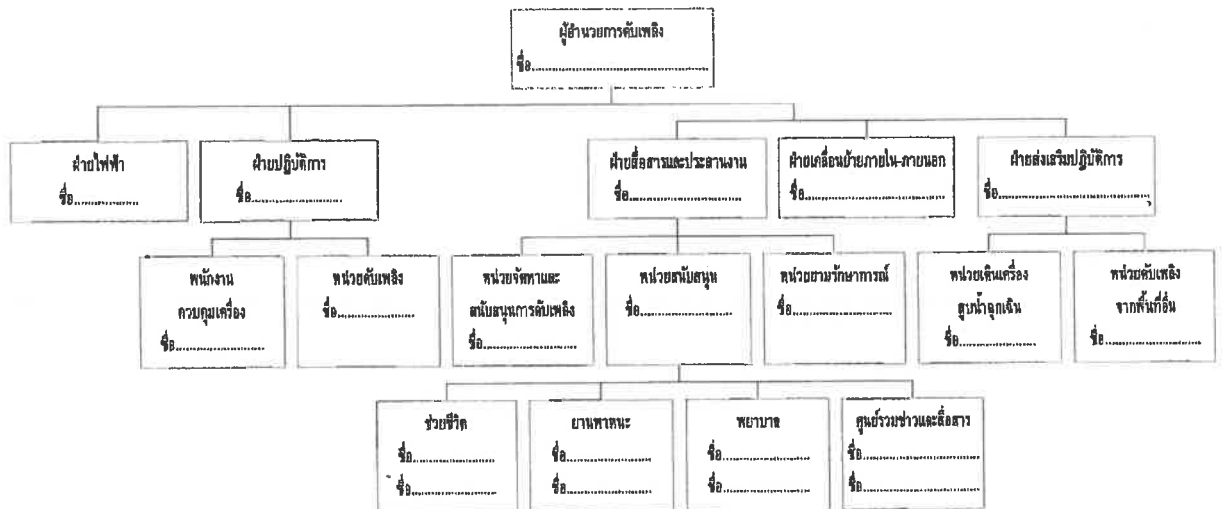 ผู้อำนวยการดับเพลิง
ชื่อ..........................................................
ฝ่ายไฟฟ้า
ชื่อ....................
ฝ่ายปฏิบัติการ
ชื่อ............................
ฝ่ายสื่อสารและประสานงาน
ชื่อ............................
ฝ่ายเคลื่อนย้ายภายใน-ภายนอก
ชื่อ............................
ฝ่ายส่งเสริมปฏิบัติการ
ชื่อ....................................
พนักงาน
ควบคุมเครื่อง
ชื่อ............................
หน่วยดับเพลิง
ชื่อ........................
หน่วยจัดหาและ
สนับสนุนการดับเพลิง
ชื่อ............................
หน่วยสนับสนุน
ชื่อ............................
หน่วยยามรักษาการณ์
ชื่อ............................
หน่วยเดินเครื่อง
สูบน้ำฉุกเฉิน
ชื่อ............................
หน่วยดับเพลิง
จากพื้นที่อื่น
ชื่อ............................
ช่วยชีวิต
ชื่อ............................
ชื่อ............................
ยานพาหนะ
ชื่อ............................
ชื่อ............................
พยาบาล
ชื่อ............................
ชื่อ............................
ศูนย์รวมข่าวและสื่อสาร
ชื่อ............................
ชื่อ............................